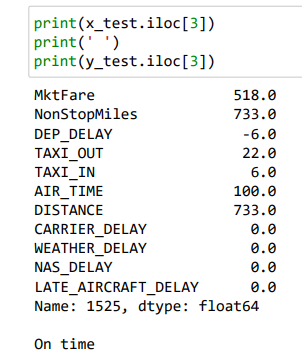 print(x_test.iloc[3])
print(' ')
print(y_test.iloc[3])
MktFare 518.0
NonStopMiles 733.0
DEP_DELAY -6.0
TAXI_OUT 22.0
TAXI_IN 6.0
AIR_TIME 100.0
DISTANCE 733.0
CARRIER_DELAY 0.0
WEATHER_DELAY 0.0
NAS_DELAY 0.0
LATE_AIRCRAFT_DELAY 0.0
Name: 1525, dtype: float64
On time